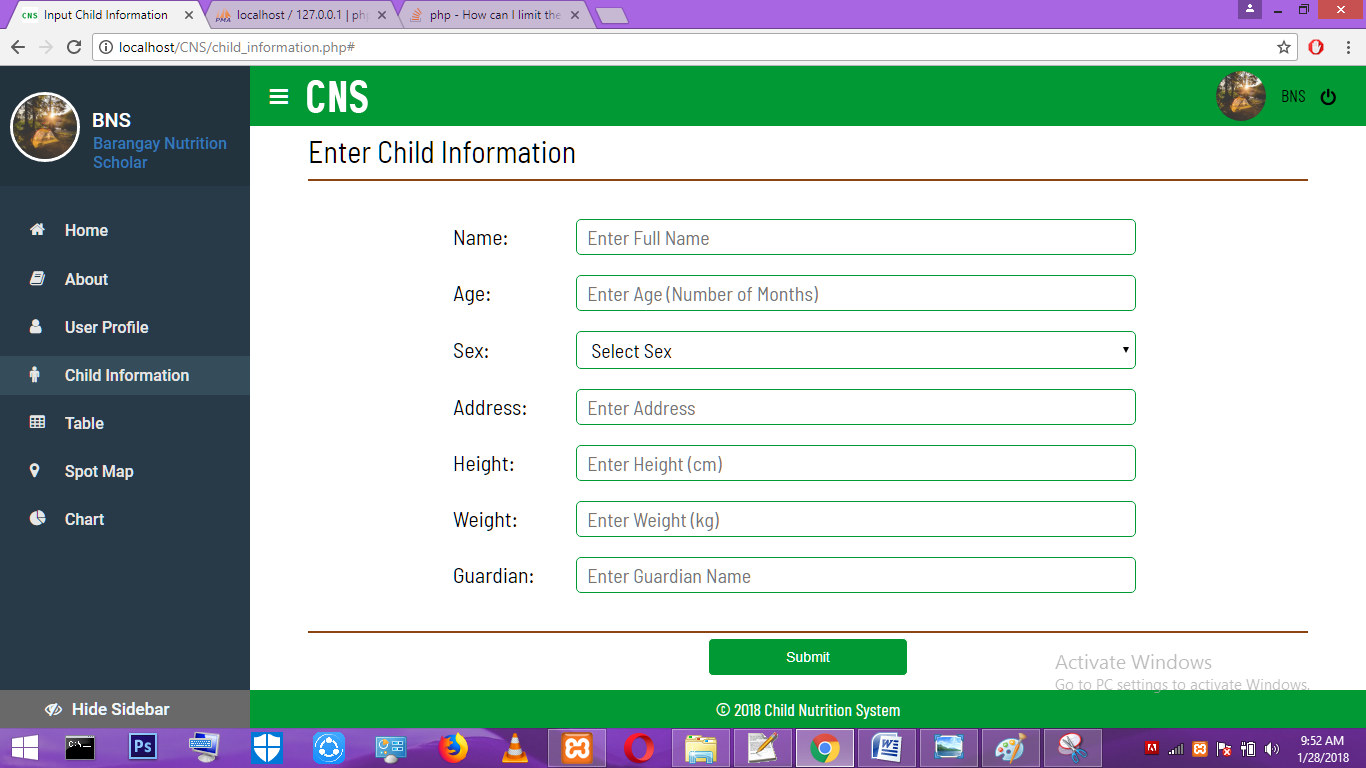 Input Child Information
localhost / 127.0.0.1 | ph
php - How can I limit the
localhost/CNS/child_information.php#
CNS
BNS
BNS
Barangay Nutrition
Scholar
Enter Child Information
Home
About
User Profile
Child Information
Table
Spot Map
Chart
Name:
Enter Full Name
Age:
Enter Age (Number of Months)
Sex:
Select Sex
Address:
Enter Address
Height:
Enter Height (cm)
Weight:
Enter Weight (kg)
Guardian:
Enter Guardian Name
Submit
Activate Windows
Go to PC settings to activate Windows.
Hide Sidebar
© 2018 Child Nutrition System
Ps
9:52 AM
1/28/2018